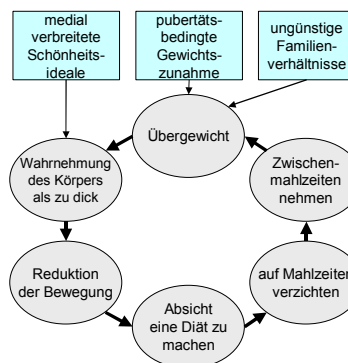 medial
verbreitete
Schönheits-
ideale
pubertäts-
bedingte
Gewichts-
zunahme
ungünstige
Familien-
verhältnisse
Übergewicht
Wahrnehmung
des Körpers
als zu dick
Zwischen-
mahlzeiten
nehmen
Reduktion
der Bewegung
auf Mahlzeiten
verzichten
Absicht
eine Diät zu
machen